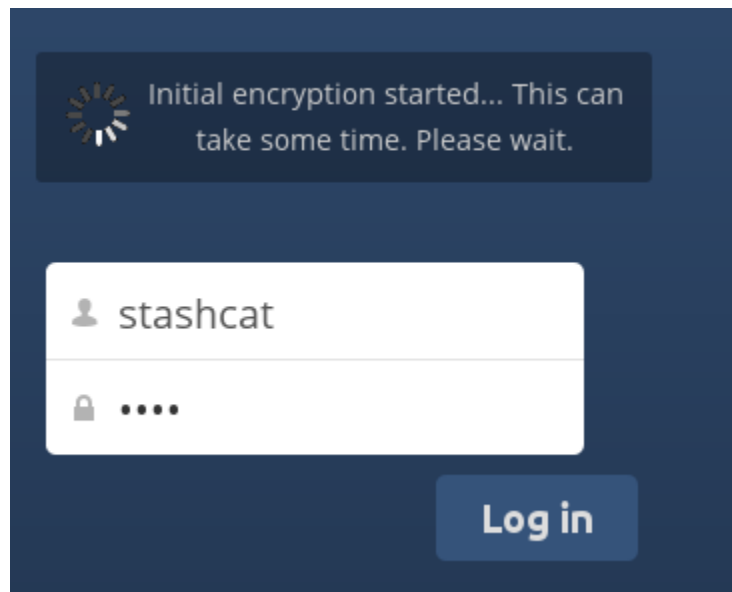 Initial encryption started... This can
take some time. Please wait.
stashcat
••••
Log in